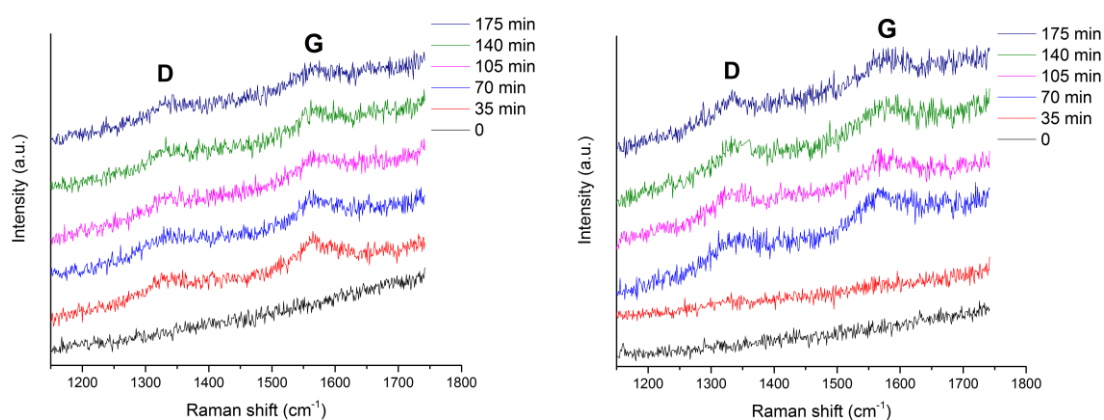 D
G
175 min
140 min
105 min
70 min
35 min
0
Intensity (a.u.)
1200 1300 1400 1500 1600 1700 1800
Raman shift (cm⁻¹)
D
G
175 min
140 min
105 min
70 min
35 min
0
Intensity (a.u.)
1200 1300 1400 1500 1600 1700 1800
Raman shift (cm⁻¹)